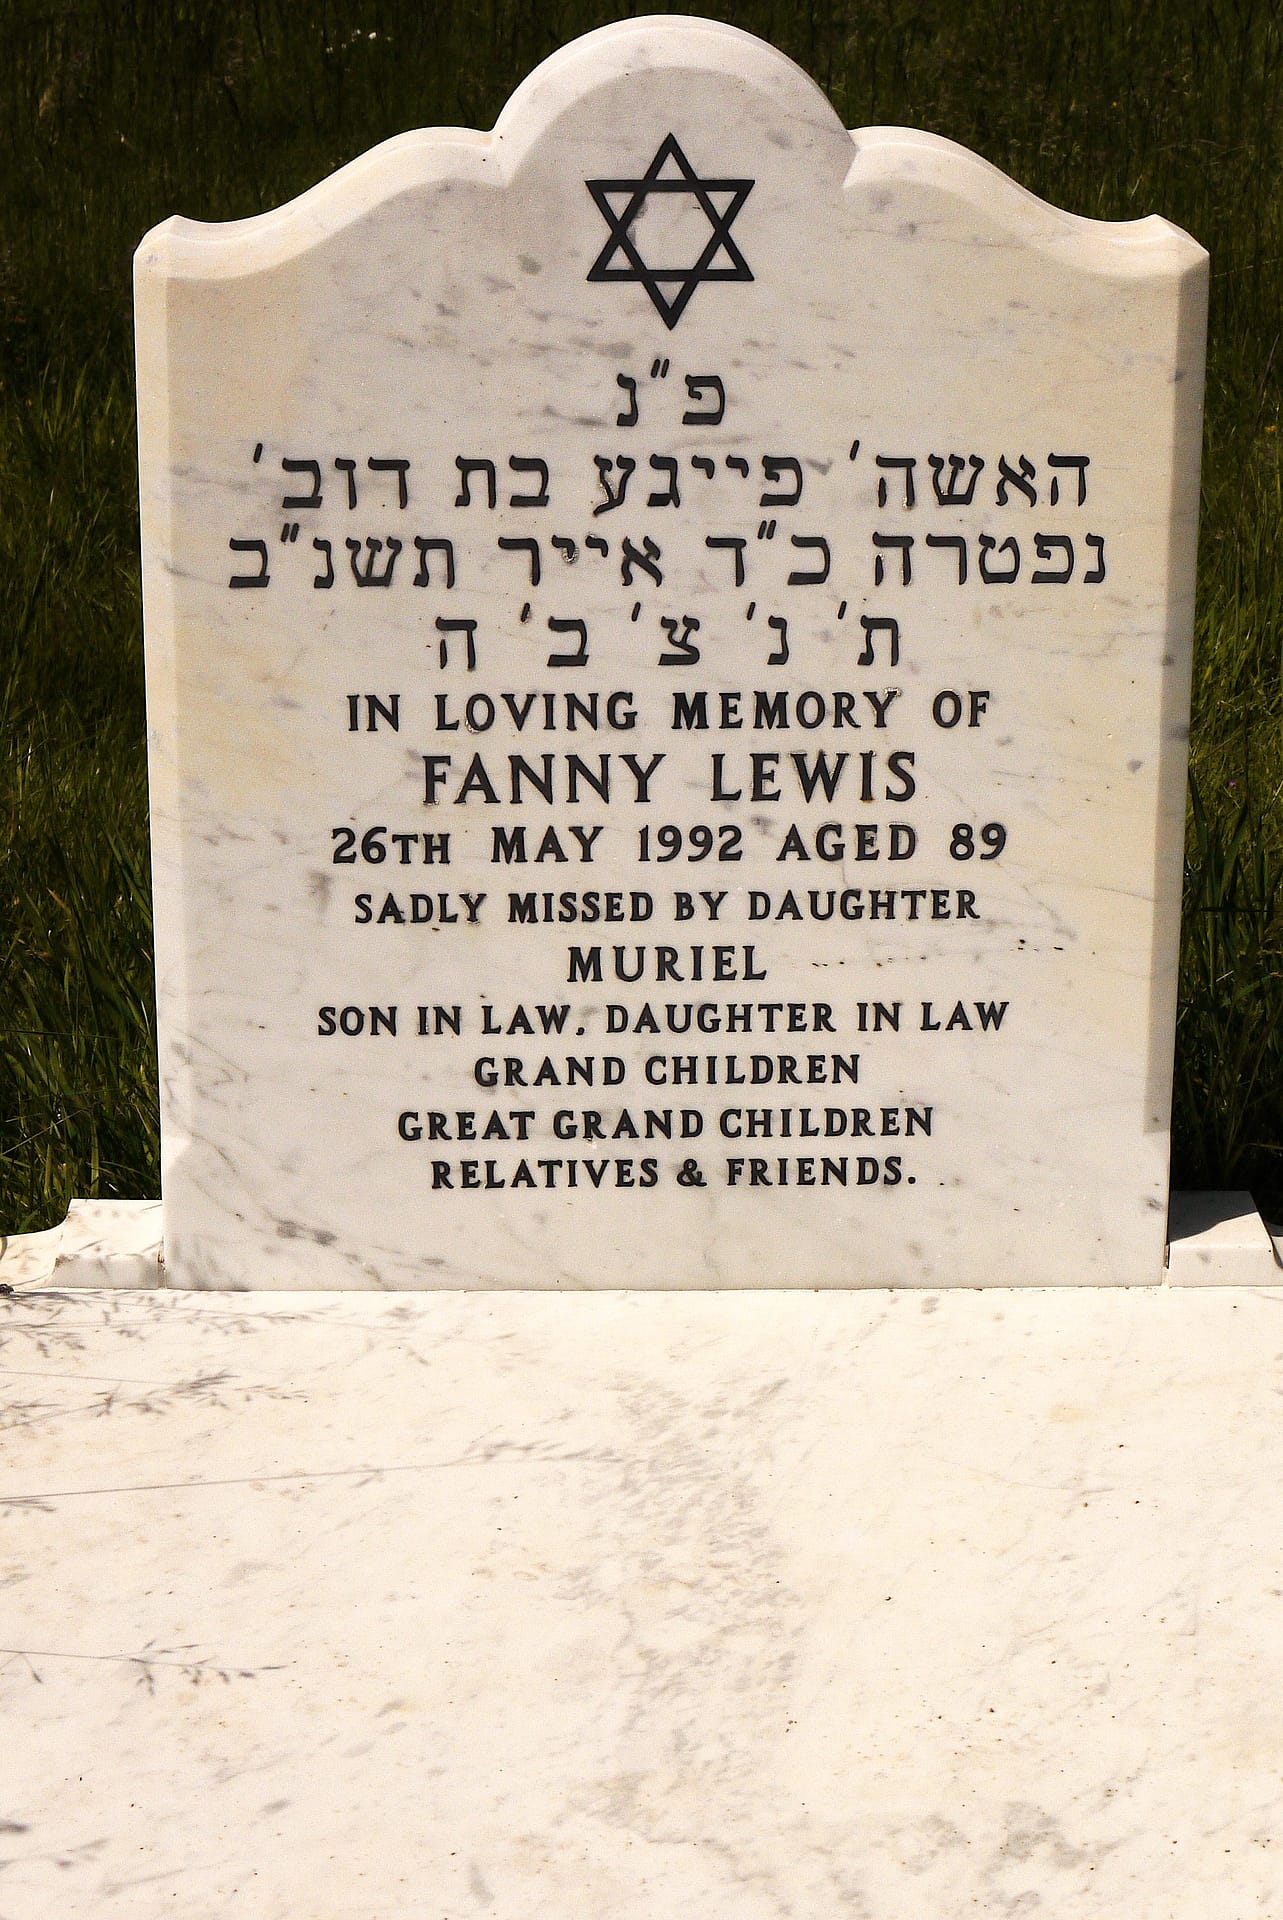 פ"נ
האשה' פייגע בת דוב'
נפטרה כ"ד אייר תשנ"ב
ת' נ' צ' ב' ה
IN LOVING MEMORY OF
FANNY LEWIS
26TH MAY 1992 AGED 89
SADLY MISSED BY DAUGHTER
MURIEL
SON IN LAW. DAUGHTER IN LAW
GRAND CHILDREN
GREAT GRAND CHILDREN
RELATIVES & FRIENDS.